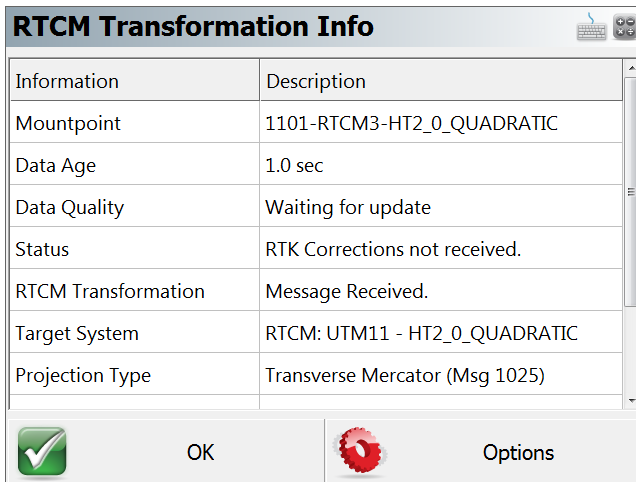 RTCM Transformation Info
Information Description
Mountpoint 1101-RTCM3-HT2_0_QUADRATIC
Data Age 1.0 sec
Data Quality Waiting for update
Status RTK Corrections not received.
RTCM Transformation Message Received.
Target System RTCM: UTM11 - HT2_0_QUADRATIC
Projection Type Transverse Mercator (Msg 1025)
OK Options